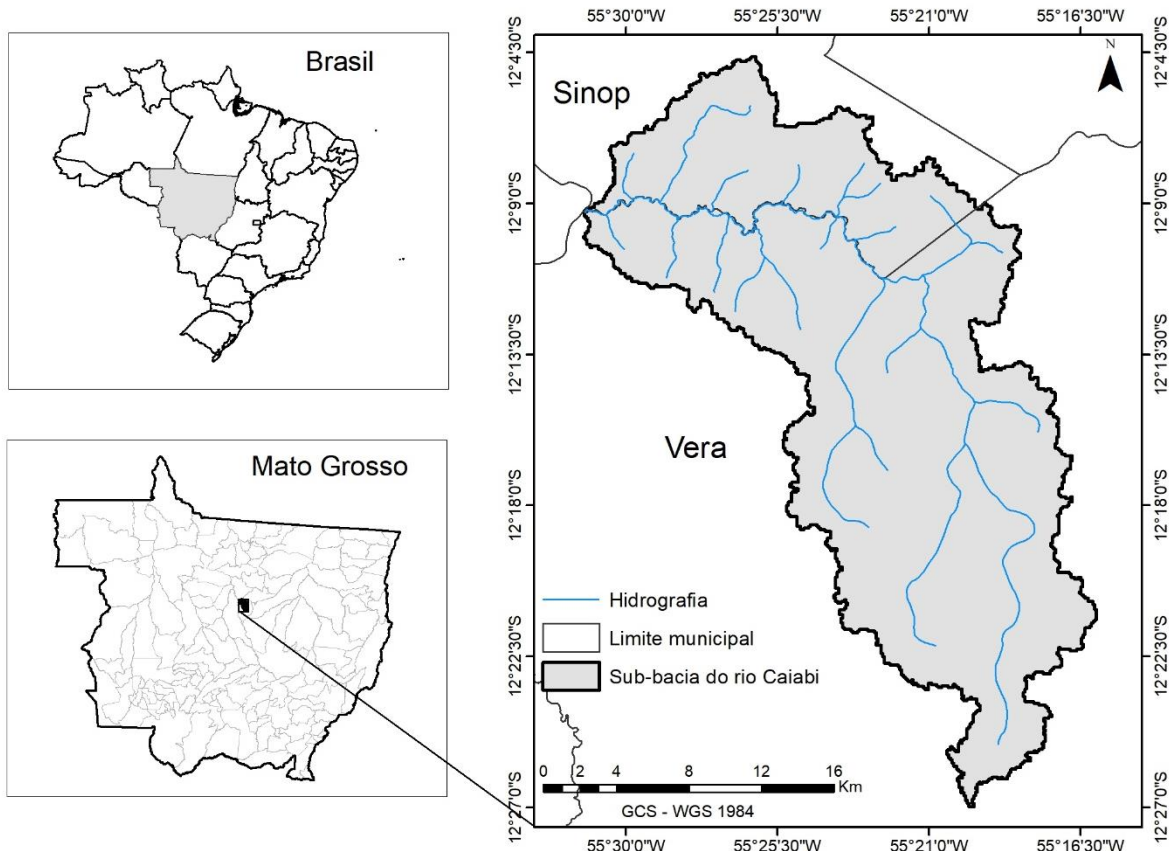 Brasil
Mato Grosso
55°30'0"W 55°25'30"W 55°21'0"W 55°16'30"W
12°4'30"S
12°9'0"S
12°13'30"S
12°18'0"S
12°22'30"S
12°27'0"S
N
Sinop
Vera
Hidrografia
Limite municipal
Sub-bacia do rio Caiabi
0 2 4 8 12 16
Km
GCS - WGS 1984
12°4'30"S
12°9'0"S
12°13'30"S
12°18'0"S
12°22'30"S
12°27'0"S
55°30'0"W 55°25'30"W 55°21'0"W 55°16'30"W